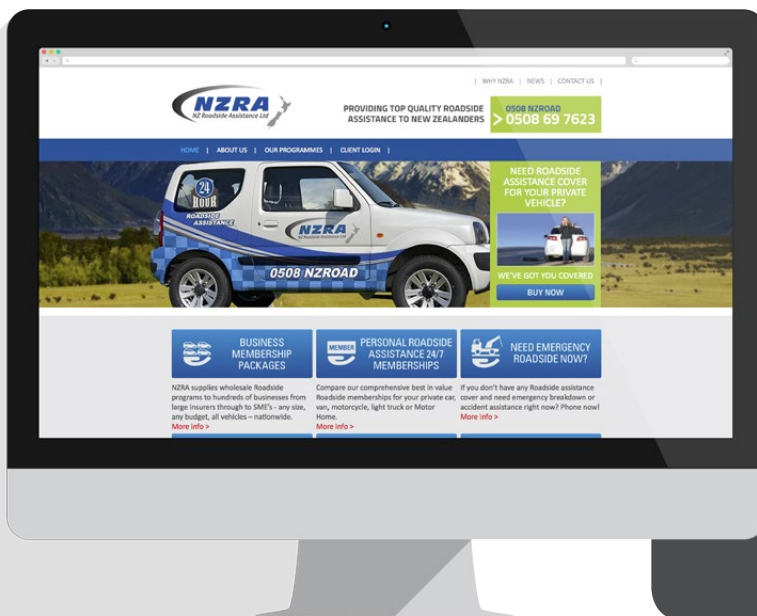 | WHY NZRA | NEWS | CONTACT US |
NZRA
NZ Roadside Assistance Ltd
PROVIDING TOP QUALITY ROADSIDE
ASSISTANCE TO NEW ZEALANDERS
0508 NZROAD
> 0508 69 7623
HOME | ABOUT US | OUR PROGRAMMES | CLIENT LOGIN |
24
HOUR
ROADSIDE
ASSISTANCE
NZRA
NZ Roadside Assistance Ltd
0508 NZROAD
NEED ROADSIDE
ASSISTANCE COVER
FOR YOUR PRIVATE
VEHICLE?
WE'VE GOT YOU COVERED
BUY NOW
BUSINESS
MEMBERSHIP
PACKAGES
NZRA supplies wholesale Roadside
programs to hundreds of businesses from
large insurers through to SME's - any size,
any budget, all vehicles – nationwide.
More info >
MEMBER
PERSONAL ROADSIDE
ASSISTANCE 24/7
MEMBERSHIPS
Compare our comprehensive best in value
Roadside memberships for your private car,
van, motorcycle, light truck or Motor
Home.
More info >
NEED EMERGENCY
ROADSIDE NOW?
If you don't have any Roadside assistance
cover and need emergency breakdown or
accident assistance right now? Phone now!
More info >